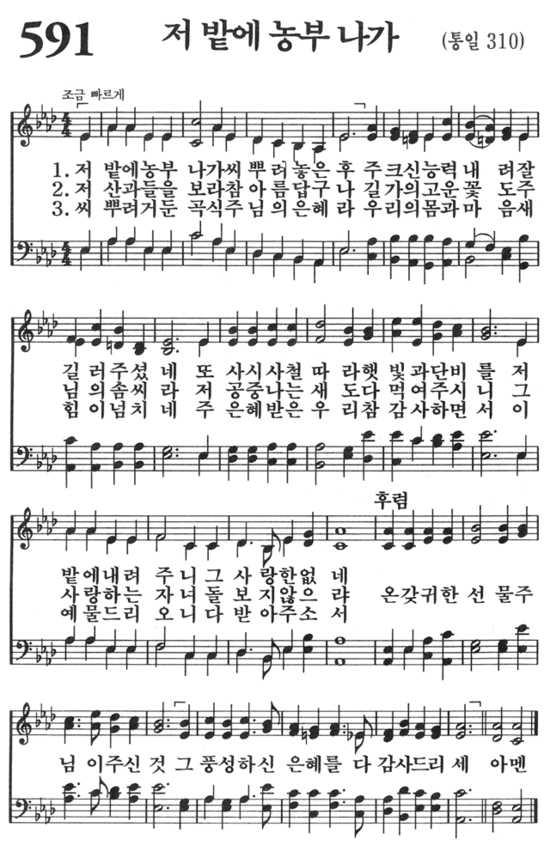 591 저 밭에 농부 나가 (통일 310)
조금 빠르게
1. 저 밭에농부 나가씨 뿌려놓은 후 주크신능력내 려잘
2. 저 산과들을 보라참 아름답구 나 길가의고운꽃 도주
3. 씨 뿌려거둔 곡식주 님의은혜 라 우리의몸과마 음새
길 러주셨 네 또 사시사철 따 라햇 빛 과단비 를 저
님 의솜씨 라 저 공중나는 새 도다 먹 여주시 니 그
힘 이넘치 네 주 은혜받은 우 리참 감 사하면 서 이
후렴
밭에내려 주 니 그 사 랑한없 네
사랑하는 자 녀 돌 보 지않으 랴 온갖귀한 선 물주
예 물드리 오 니 다 받 아주소 서
님 이주신 것 그 풍성하신 은혜를 다 감사드리 세 아멘